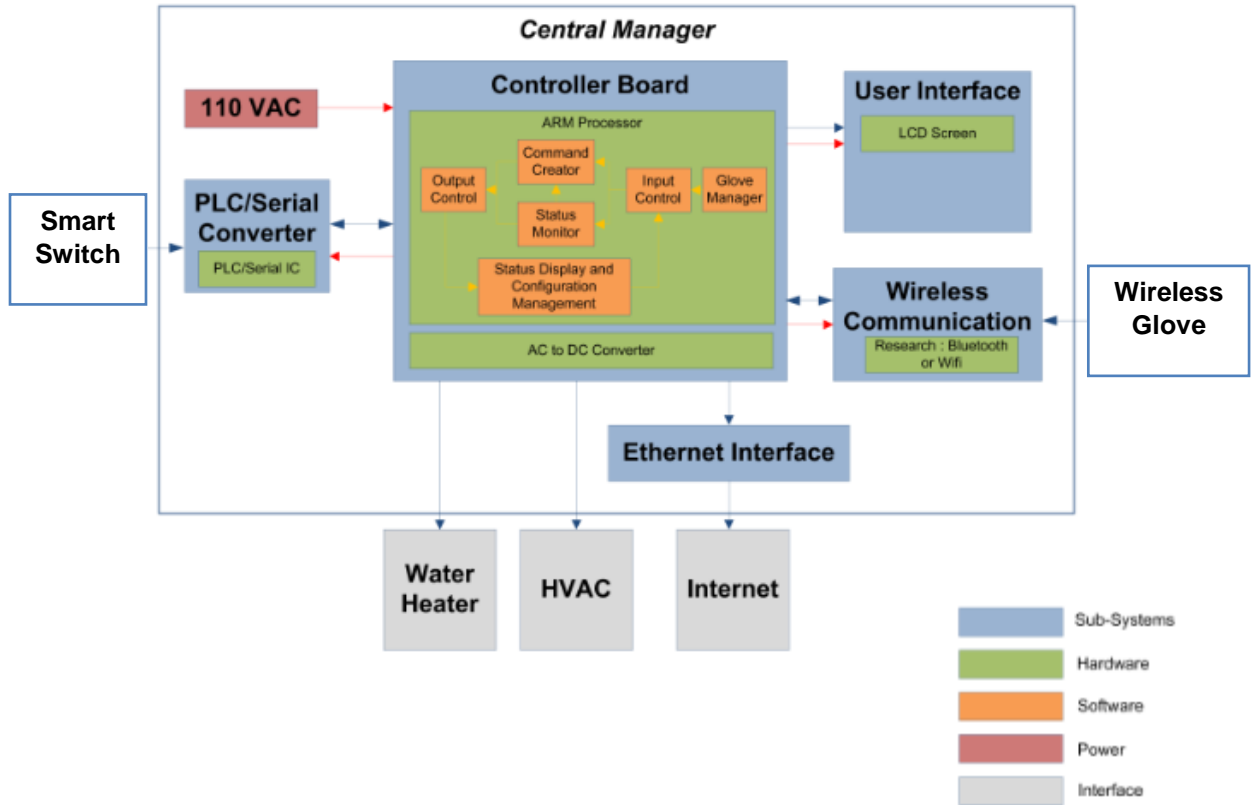 Central Manager
110 VAC
Controller Board
ARM Processor
Command
Creator
Output
Control
Input
Control
Glove
Manager
Status
Monitor
Status Display and
Configuration
Management
AC to DC Converter
User Interface
LCD Screen
Smart
Switch
PLC/Serial
Converter
PLC/Serial IC
Wireless
Communication
Research : Bluetooth
or Wifi
Wireless
Glove
Ethernet Interface
Water
Heater
HVAC
Internet
Sub-Systems
Hardware
Software
Power
Interface